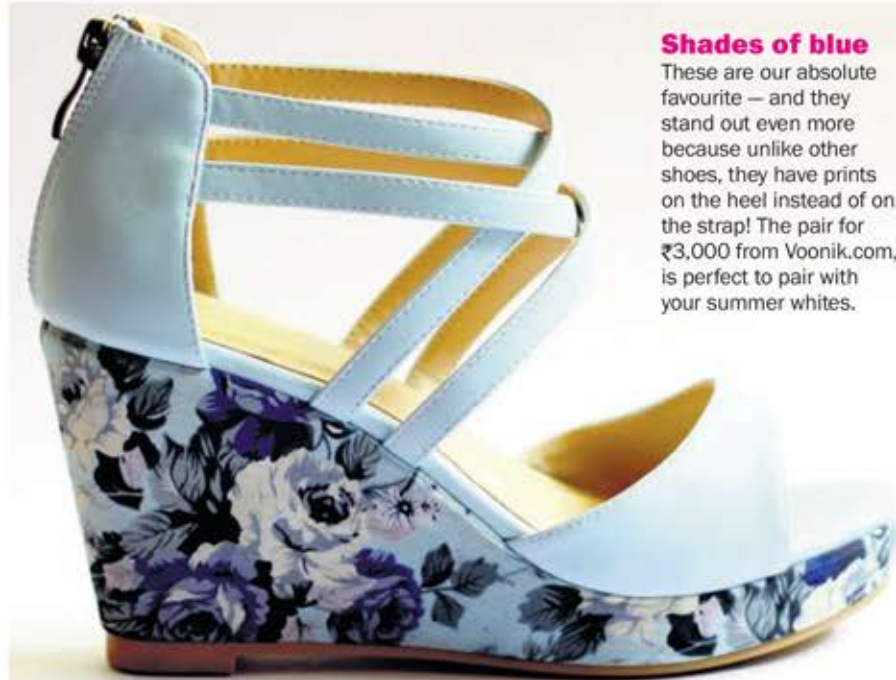 Shades of blue
These are our absolute
favourite — and they
stand out even more
because unlike other
shoes, they have prints
on the heel instead of on
the strap! The pair for
₹3,000 from Voonik.com,
is perfect to pair with
your summer whites.